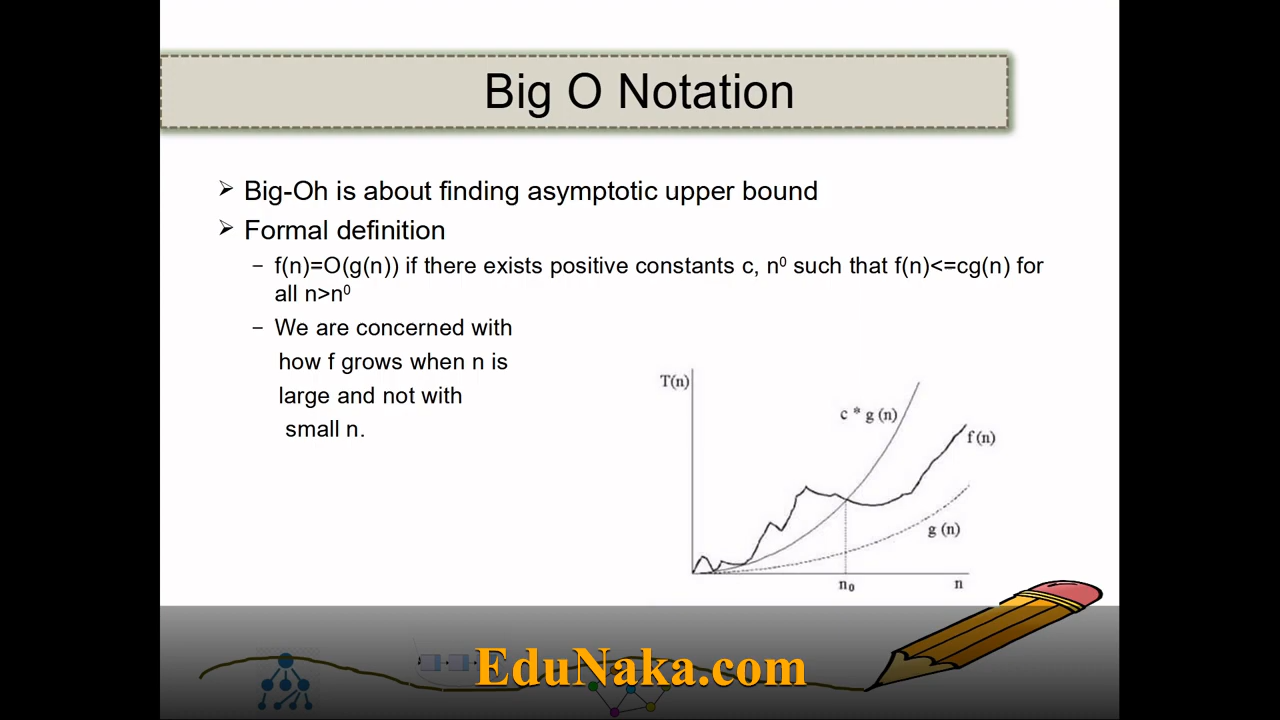 Big O Notation
Big-Oh is about finding asymptotic upper bound
Formal definition
– f(n)=O(g(n)) if there exists positive constants c, n⁰ such that f(n)<=cg(n) for
all n>n⁰
– We are concerned with
how f grows when n is
large and not with
small n.
T(n)
c * g (n)
f (n)
g (n)
n₀
n
EduNaka.com